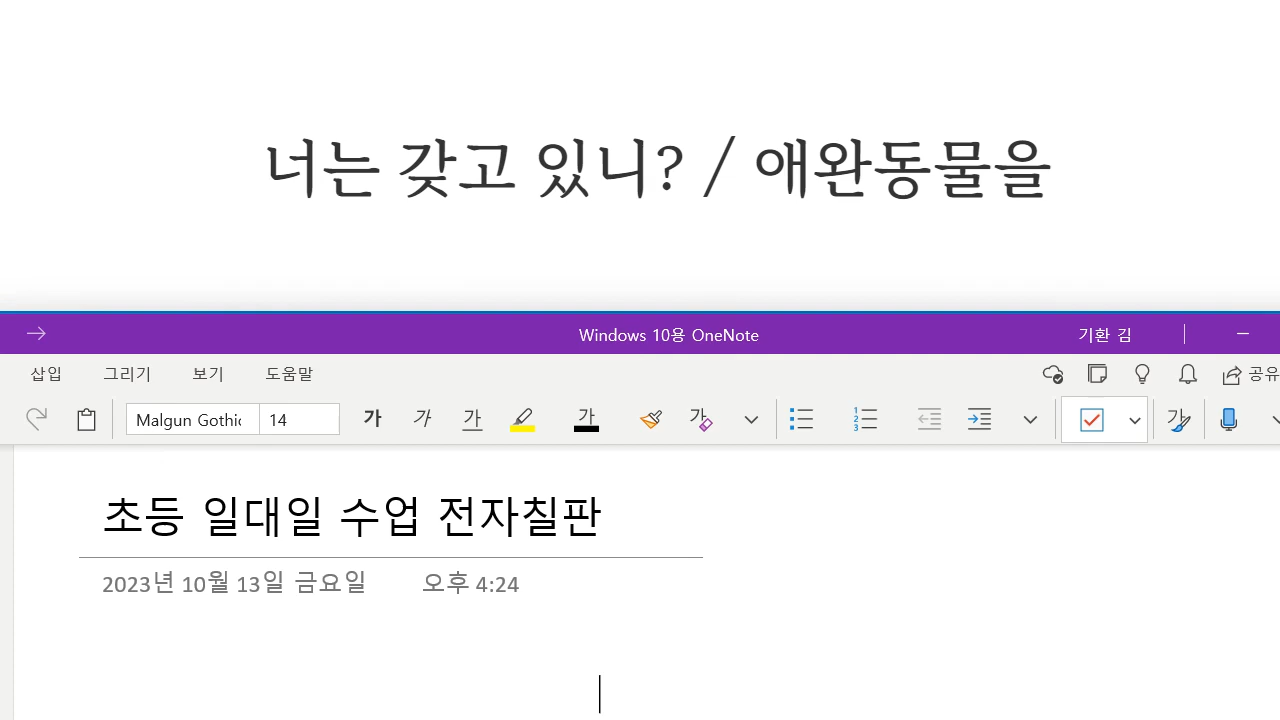 너는 갖고 있니? / 애완동물을
Windows 10용 OneNote
기환 김
삽입 그리기 보기 도움말
공유
Malgun Gothic 14 가 가 가 가 가 가
초등 일대일 수업 전자칠판
2023년 10월 13일 금요일 오후 4:24